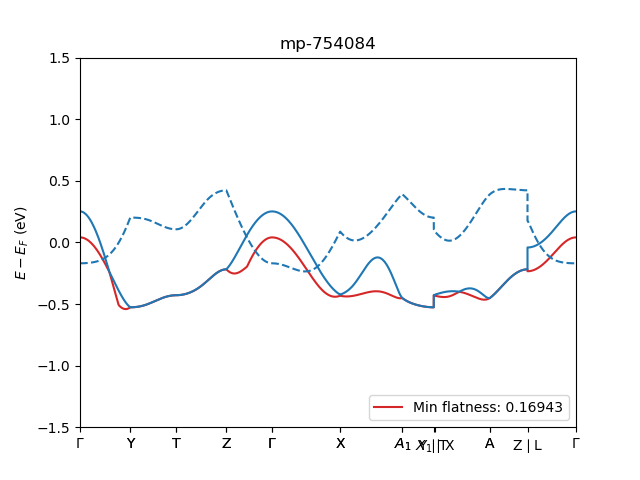 mp-754084
1.5
1.0
0.5
0.0
−0.5
−1.0
−1.5
E − E_F (eV)
Min flatness: 0.16943
Γ Y T Z Γ X A₁ X₁ | T X A Z | L Γ